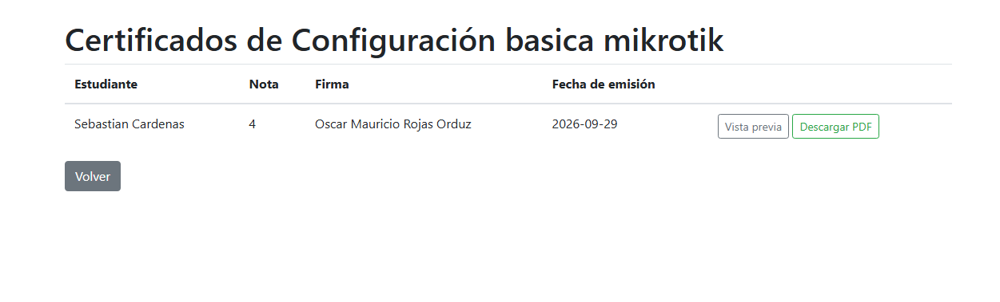 Certificados de Configuración basica mikrotik
Estudiante Nota Firma Fecha de emisión
Sebastian Cardenas 4 Oscar Mauricio Rojas Orduz 2026-09-29 Vista previa Descargar PDF
Volver